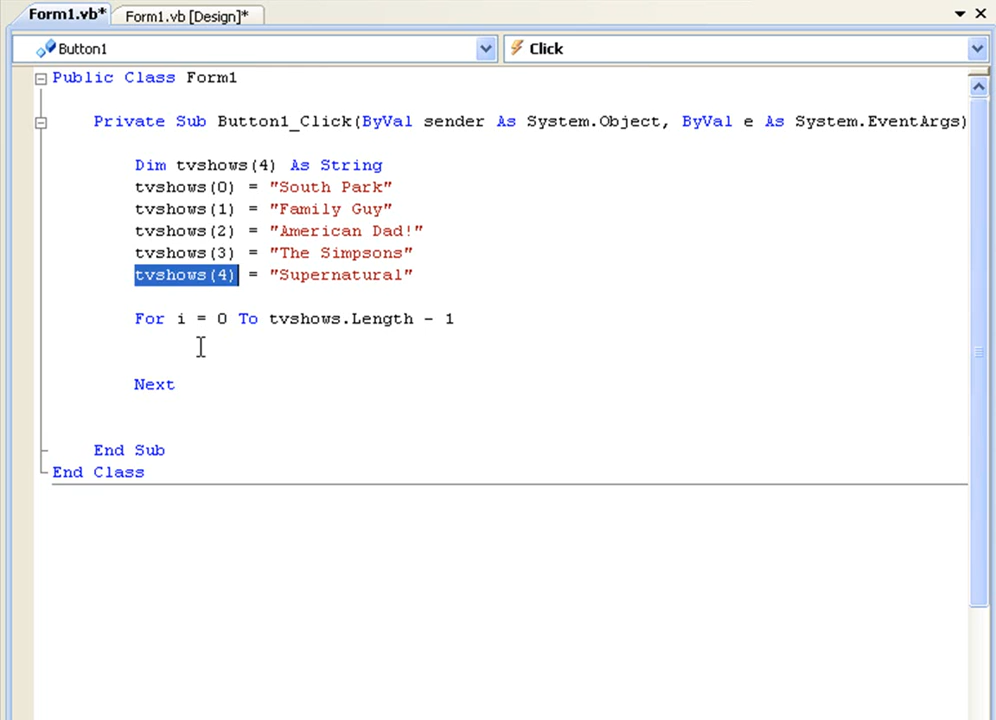 Form1.vb* Form1.vb [Design]*
Button1 Click
Public Class Form1
Private Sub Button1_Click(ByVal sender As System.Object, ByVal e As System.EventArgs)
Dim tvshows(4) As String
tvshows(0) = "South Park"
tvshows(1) = "Family Guy"
tvshows(2) = "American Dad!"
tvshows(3) = "The Simpsons"
tvshows(4) = "Supernatural"
For i = 0 To tvshows.Length - 1
Next
End Sub
End Class